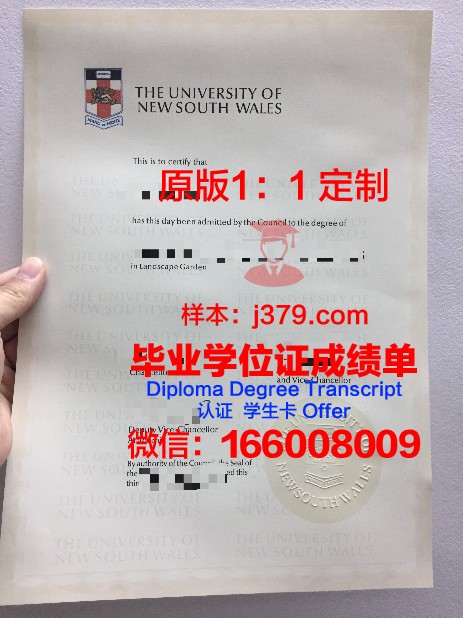 THE UNIVERSITY OF
NEW SOUTH WALES
This is to certify that
原版1：1 定制
has this day been admitted by the Council to the degree of
in Landscape Garden
样本：j379.com
毕业学位证成绩单
and Vice-Chancellor
Diploma Degree Transcript
认证 学生卡 Offer
Deputy Vice-Chancellor
微信：166008009
By authority of the Council, the Seal of
the this